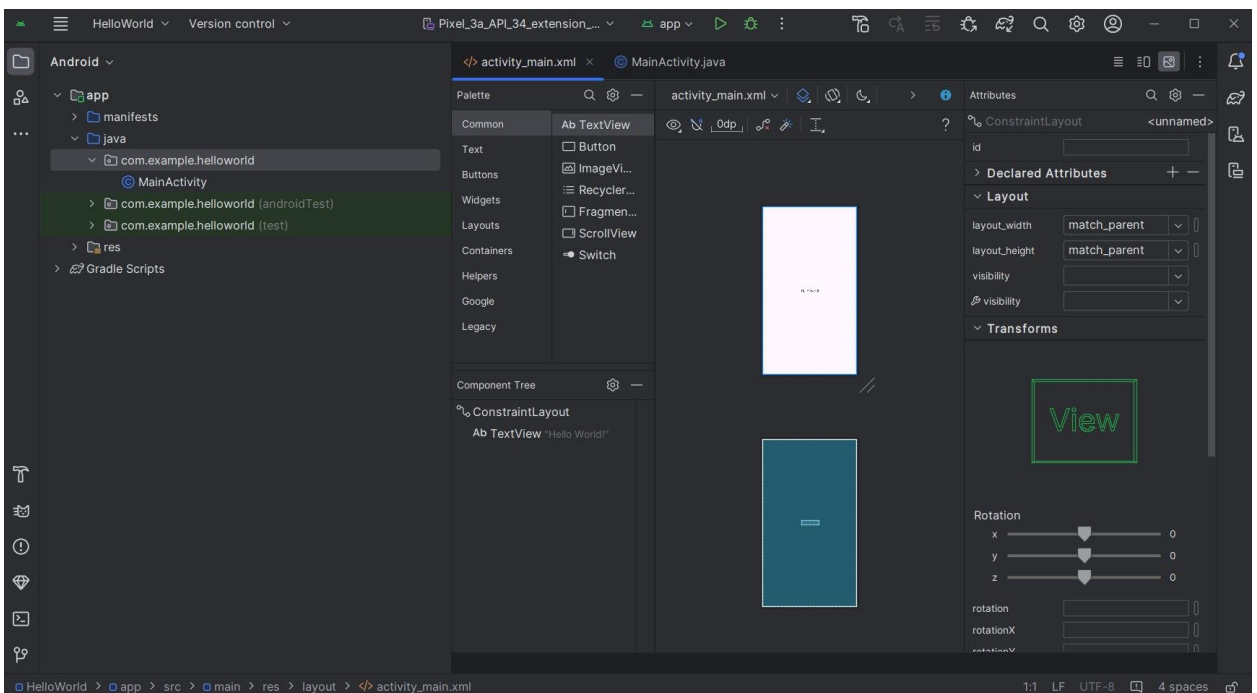 HelloWorld
Version control
Pixel_3a_API_34_extension_...
app
Android
app
manifests
java
com.example.helloworld
MainActivity
com.example.helloworld (androidTest)
com.example.helloworld (test)
res
Gradle Scripts
activity_main.xml
MainActivity.java
Palette
Common
Text
Buttons
Widgets
Layouts
Containers
Helpers
Google
Legacy
Ab TextView
Button
ImageVi...
Recycler...
Fragmen...
ScrollView
Switch
Component Tree
ConstraintLayout
Ab TextView "Hello World!"
activity_main.xml
0dp
?
Attributes
ConstraintLayout <unnamed>
id
Declared Attributes
Layout
layout_width match_parent
layout_height match_parent
visibility
visibility
Transforms
View
Rotation
x 0
y 0
z 0
rotation
rotationX
rotationY
HelloWorld > app > src > main > res > layout > activity_main.xml
1:1 LF UTF-8 4 spaces